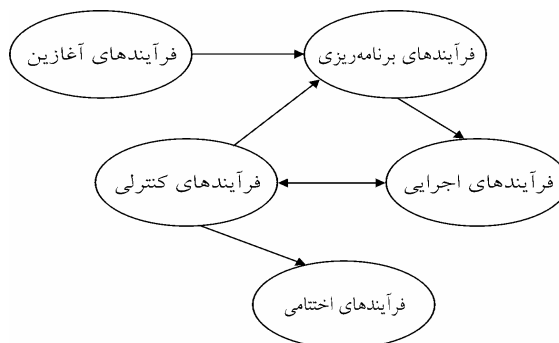 فرآیندهای آغازین
فرآیندهای برنامه‌ریزی
فرآیندهای کنترلی
فرآیندهای اجرایی
فرآیندهای اختتامی